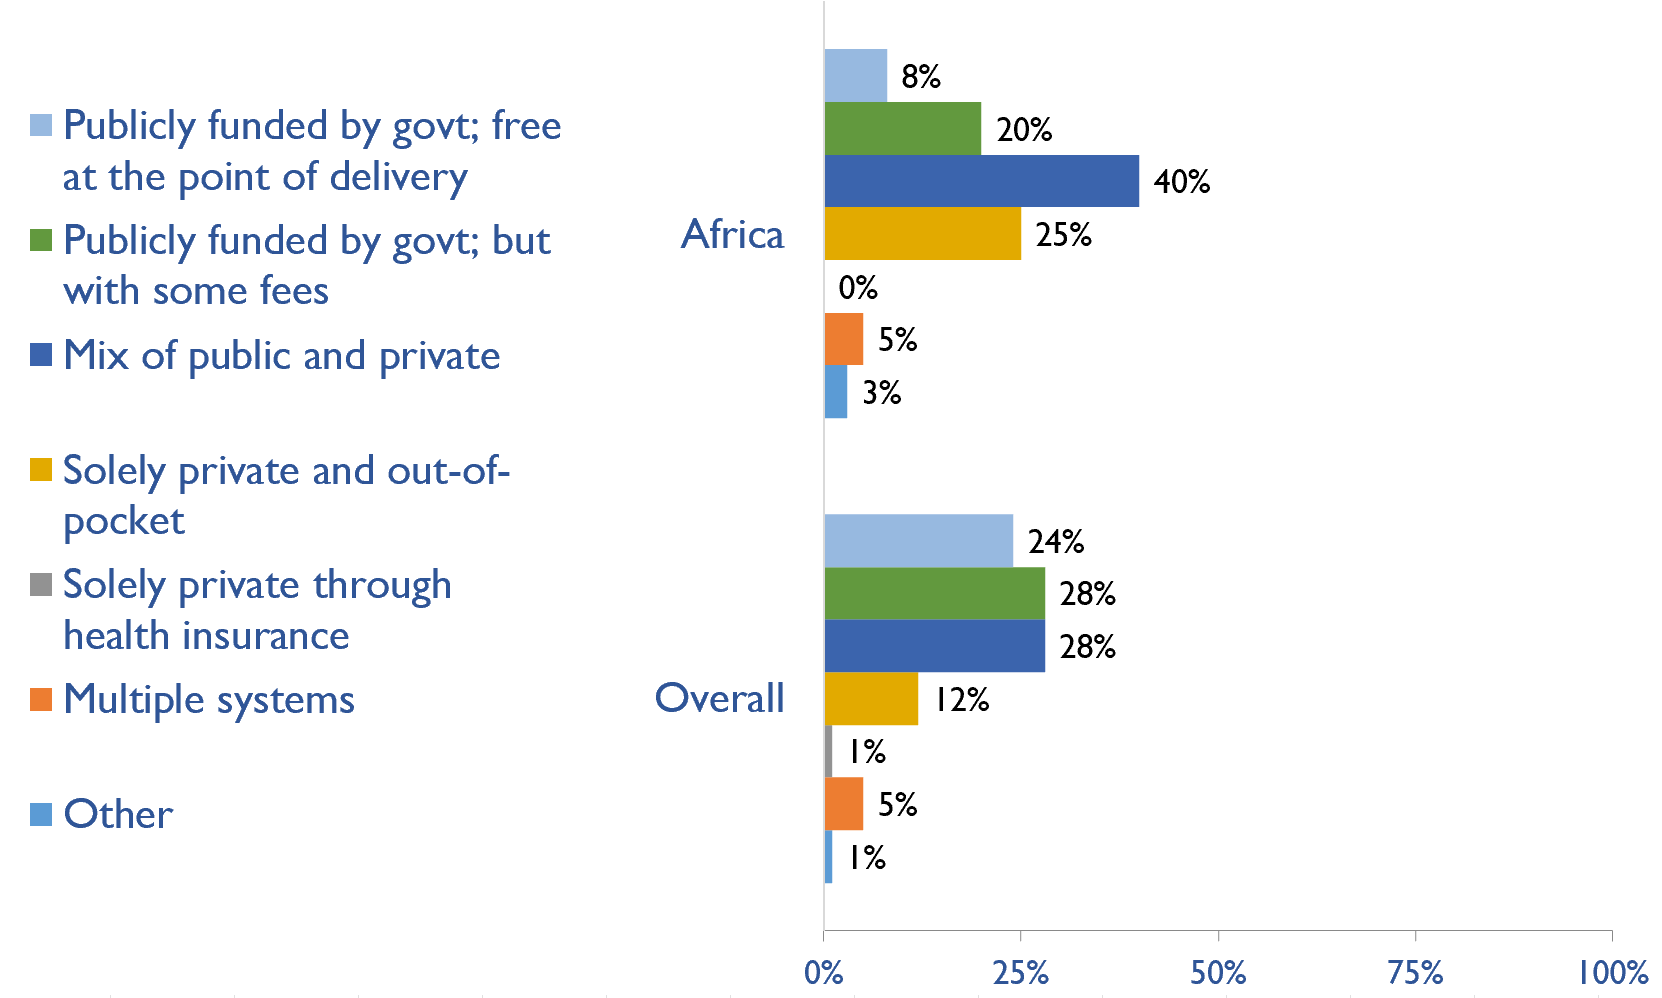 Publicly funded by govt; free
at the point of delivery
Publicly funded by govt; but
with some fees
Mix of public and private
Solely private and out-of-
pocket
Solely private through
health insurance
Multiple systems
Other
Africa
8%
20%
40%
25%
0%
5%
3%
Overall
24%
28%
28%
12%
1%
5%
1%
0%
25%
50%
75%
100%